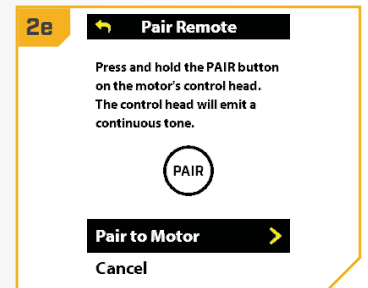 2e
Pair Remote
Press and hold the PAIR button
on the motor's control head.
The control head will emit a
continuous tone.
PAIR
Pair to Motor
Cancel